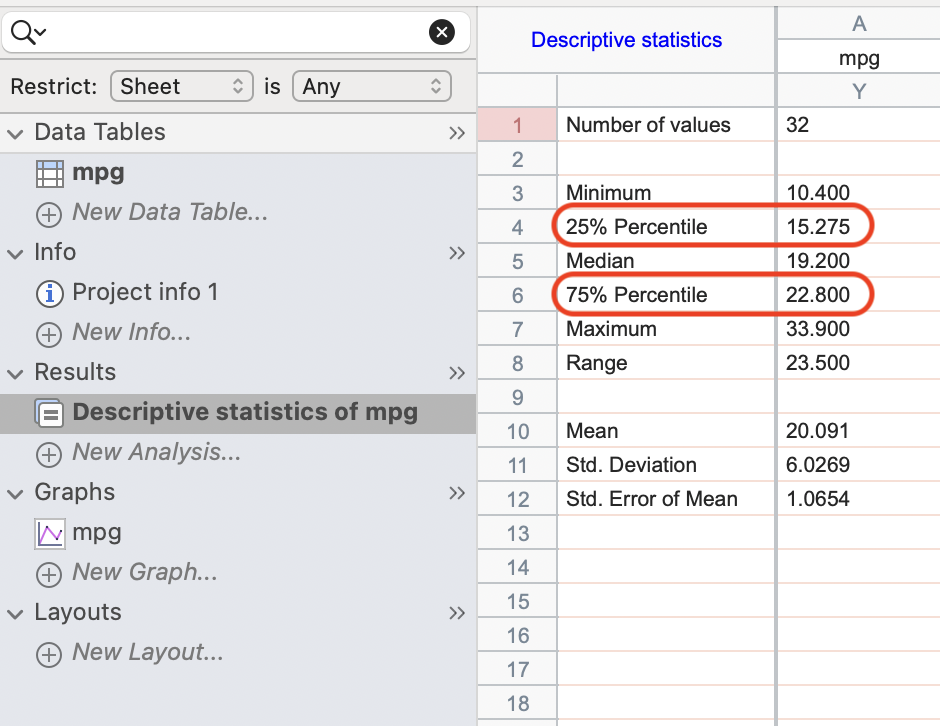 Restrict: Sheet is Any
Data Tables
mpg
New Data Table...
Info
Project info 1
New Info...
Results
Descriptive statistics of mpg
New Analysis...
Graphs
mpg
New Graph...
Layouts
New Layout...
Descriptive statistics A
mpg
Y
1 Number of values 32
2
3 Minimum 10.400
4 25% Percentile 15.275
5 Median 19.200
6 75% Percentile 22.800
7 Maximum 33.900
8 Range 23.500
9
10 Mean 20.091
11 Std. Deviation 6.0269
12 Std. Error of Mean 1.0654
13
14
15
16
17
18